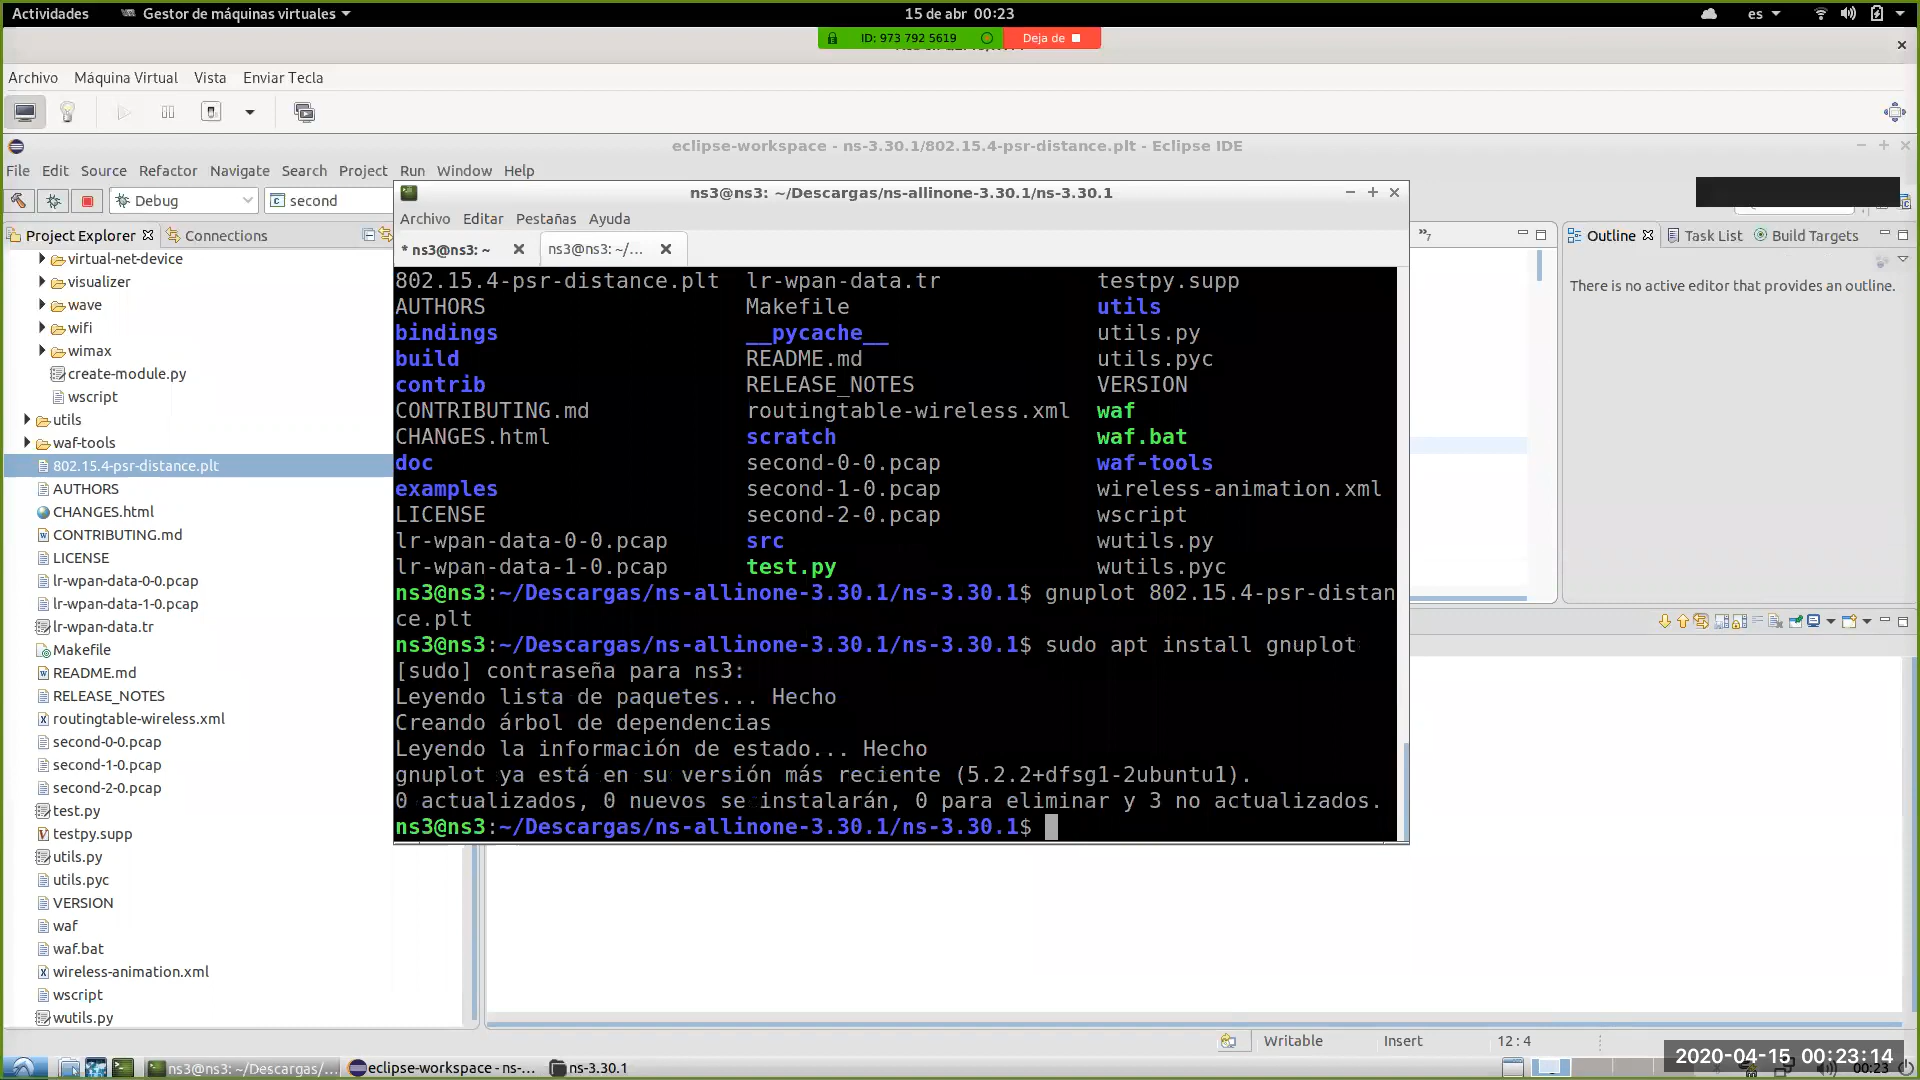 Actividades
Gestor de máquinas virtuales
15 de abr 00:23
es
ID: 973 792 5619
Deja de
Archivo Máquina Virtual Vista Enviar Tecla
eclipse-workspace - ns-3.30.1/802.15.4-psr-distance.plt - Eclipse IDE
File Edit Source Refactor Navigate Search Project Run Window Help
Debug
second
ns3@ns3: ~/Descargas/ns-allinone-3.30.1/ns-3.30.1
Archivo Editar Pestañas Ayuda
* ns3@ns3: ~
ns3@ns3: ~/...
Project Explorer
Connections
virtual-net-device
visualizer
wave
wifi
wimax
create-module.py
wscript
utils
waf-tools
802.15.4-psr-distance.plt
AUTHORS
CHANGES.html
CONTRIBUTING.md
LICENSE
lr-wpan-data-0-0.pcap
lr-wpan-data-1-0.pcap
lr-wpan-data.tr
Makefile
README.md
RELEASE_NOTES
routingtable-wireless.xml
second-0-0.pcap
second-1-0.pcap
second-2-0.pcap
test.py
testpy.supp
utils.py
utils.pyc
VERSION
waf
waf.bat
wireless-animation.xml
wscript
wutils.py
802.15.4-psr-distance.plt lr-wpan-data.tr testpy.supp
AUTHORS Makefile utils
bindings __pycache__ utils.py
build README.md utils.pyc
contrib RELEASE_NOTES VERSION
CONTRIBUTING.md routingtable-wireless.xml waf
CHANGES.html scratch waf.bat
doc second-0-0.pcap waf-tools
examples second-1-0.pcap wireless-animation.xml
LICENSE second-2-0.pcap wscript
lr-wpan-data-0-0.pcap src wutils.py
lr-wpan-data-1-0.pcap test.py wutils.pyc
ns3@ns3:~/Descargas/ns-allinone-3.30.1/ns-3.30.1$ gnuplot 802.15.4-psr-distan
ce.plt
ns3@ns3:~/Descargas/ns-allinone-3.30.1/ns-3.30.1$ sudo apt install gnuplot
[sudo] contraseña para ns3:
Leyendo lista de paquetes... Hecho
Creando árbol de dependencias
Leyendo la información de estado... Hecho
gnuplot ya está en su versión más reciente (5.2.2+dfsg1-2ubuntu1).
0 actualizados, 0 nuevos se instalarán, 0 para eliminar y 3 no actualizados.
ns3@ns3:~/Descargas/ns-allinone-3.30.1/ns-3.30.1$
Outline
Task List
Build Targets
There is no active editor that provides an outline.
Writable
Insert
12 : 4
ns3@ns3: ~/Descargas/...
eclipse-workspace - ns-...
ns-3.30.1
2020-04-15 00:23:14
00:23